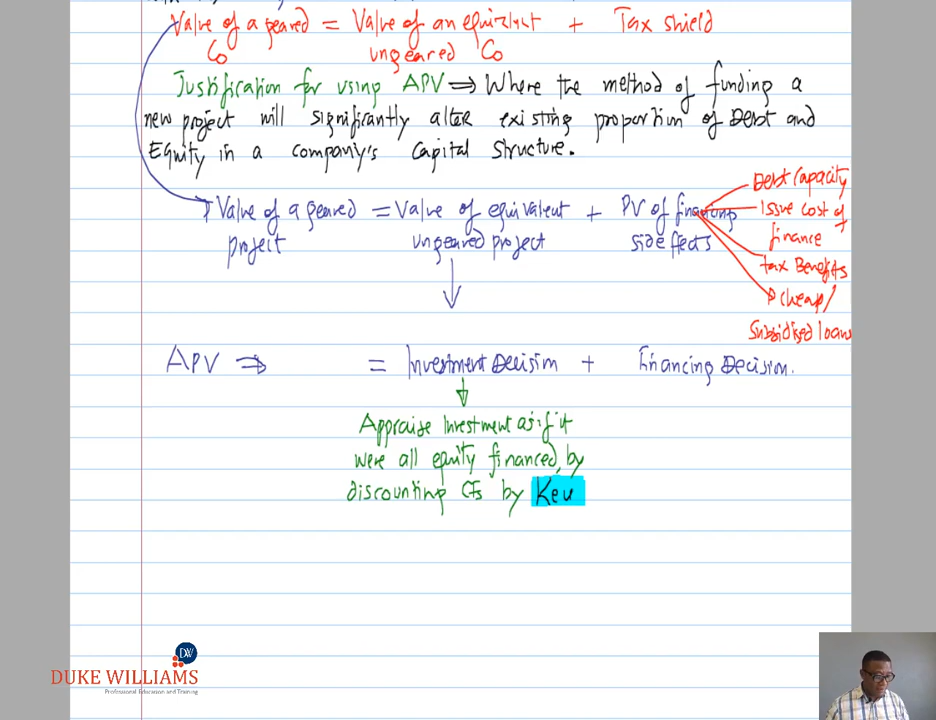 Value of a geared = Value of an equivalent + Tax shield
Co ungeared Co
Justification for using APV ⇒ Where the method of funding a
new project will significantly alter existing proportion of Debt and
Equity in a company's Capital Structure.
Value of a geared = Value of equivalent + PV of financing
project ungeared project side effects
Debt Capacity
Issue cost of
finance
tax Benefits
Cheap/
Subsidised loans
APV ⇒ = Investment Decision + Financing Decision.
Appraise Investment as if it
were all equity financed, by
discounting CFs by Keu
DW
DUKE WILLIAMS
Professional Education and Training